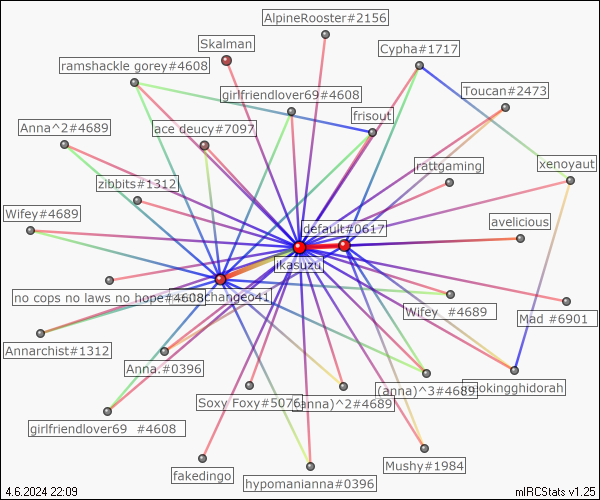 AlpineRooster#2156
Skalman
Cypha#1717
ramshackle gorey#4608
Toucan#2473
girlfriendlover69#4608
frisout
Anna^2#4689
ace deucy#7097
rattgaming
xenoyaut
zibbits#1312
Wifey#4689
default#0617
avelicious
ikasuzu
no cops no laws no hope#4608
change041
Wifey #4689
Mad #6901
Annarchist#1312
Anna.#0396
(anna)^3#4689
okingghidorah
Soxy Foxy#5076
anna)^2#4689
girlfriendlover69 #4608
Mushy#1984
fakedingo
hypomanianna#0396
4.6.2024 22:09
mIRCStats v1.25